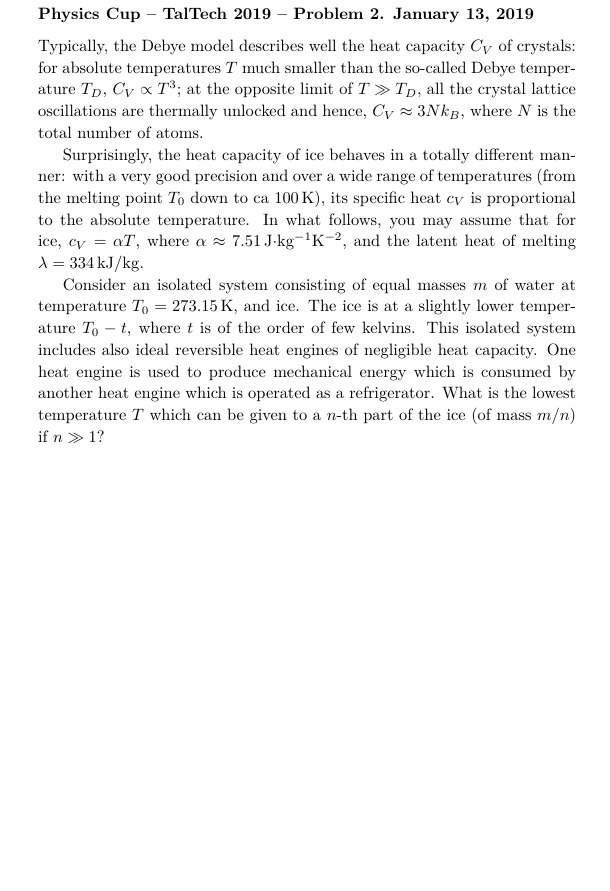 Physics Cup – TalTech 2019 – Problem 2. January 13, 2019
Typically, the Debye model describes well the heat capacity C_V of crystals:
for absolute temperatures T much smaller than the so-called Debye temper-
ature T_D, C_V ∝ T³; at the opposite limit of T ≫ T_D, all the crystal lattice
oscillations are thermally unlocked and hence, C_V ≈ 3Nk_B, where N is the
total number of atoms.
Surprisingly, the heat capacity of ice behaves in a totally different man-
ner: with a very good precision and over a wide range of temperatures (from
the melting point T₀ down to ca 100 K), its specific heat c_V is proportional
to the absolute temperature. In what follows, you may assume that for
ice, c_V = αT, where α ≈ 7.51 J·kg⁻¹K⁻², and the latent heat of melting
λ = 334 kJ/kg.
Consider an isolated system consisting of equal masses m of water at
temperature T₀ = 273.15 K, and ice. The ice is at a slightly lower temper-
ature T₀ − t, where t is of the order of few kelvins. This isolated system
includes also ideal reversible heat engines of negligible heat capacity. One
heat engine is used to produce mechanical energy which is consumed by
another heat engine which is operated as a refrigerator. What is the lowest
temperature T which can be given to a n-th part of the ice (of mass m/n)
if n ≫ 1?